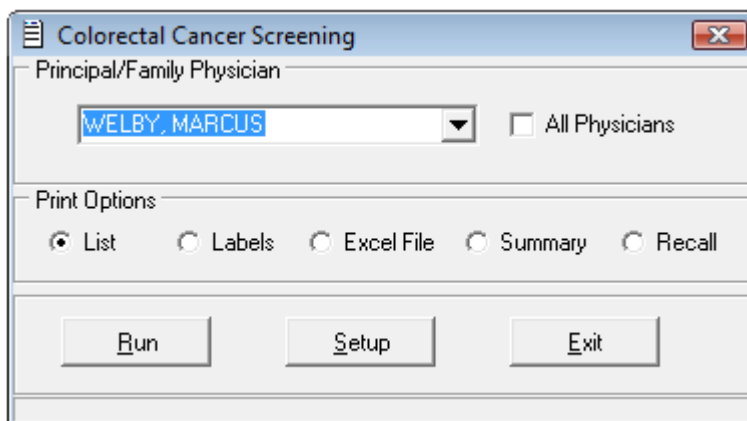 Colorectal Cancer Screening
Principal/Family Physician
WELBY, MARCUS All Physicians
Print Options
List Labels Excel File Summary Recall
Run Setup Exit